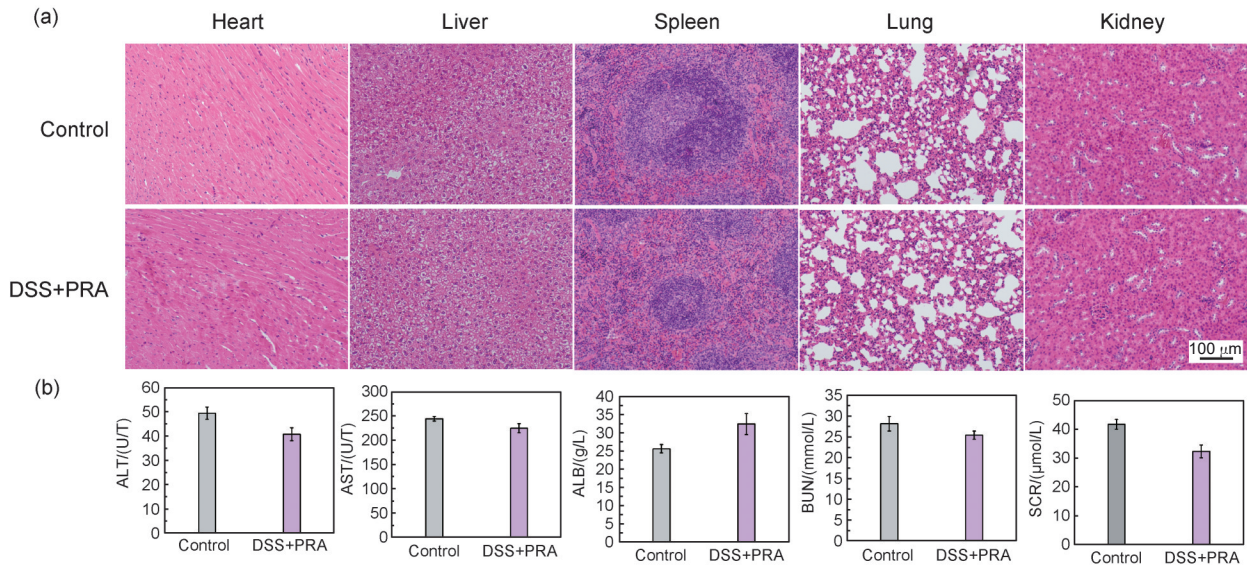 (a)
Heart
Liver
Spleen
Lung
Kidney
Control
DSS+PRA
100 μm
(b)
ALT/(U/T)
60
50
40
30
20
10
0
Control
DSS+PRA
AST/(U/T)
300
250
200
150
100
50
0
Control
DSS+PRA
ALB/(g/L)
40
35
30
25
20
15
10
5
0
Control
DSS+PRA
BUN/(mmol/L)
35
30
25
20
15
10
5
0
Control
DSS+PRA
SCR/(μmol/L)
50
40
30
20
10
0
Control
DSS+PRA